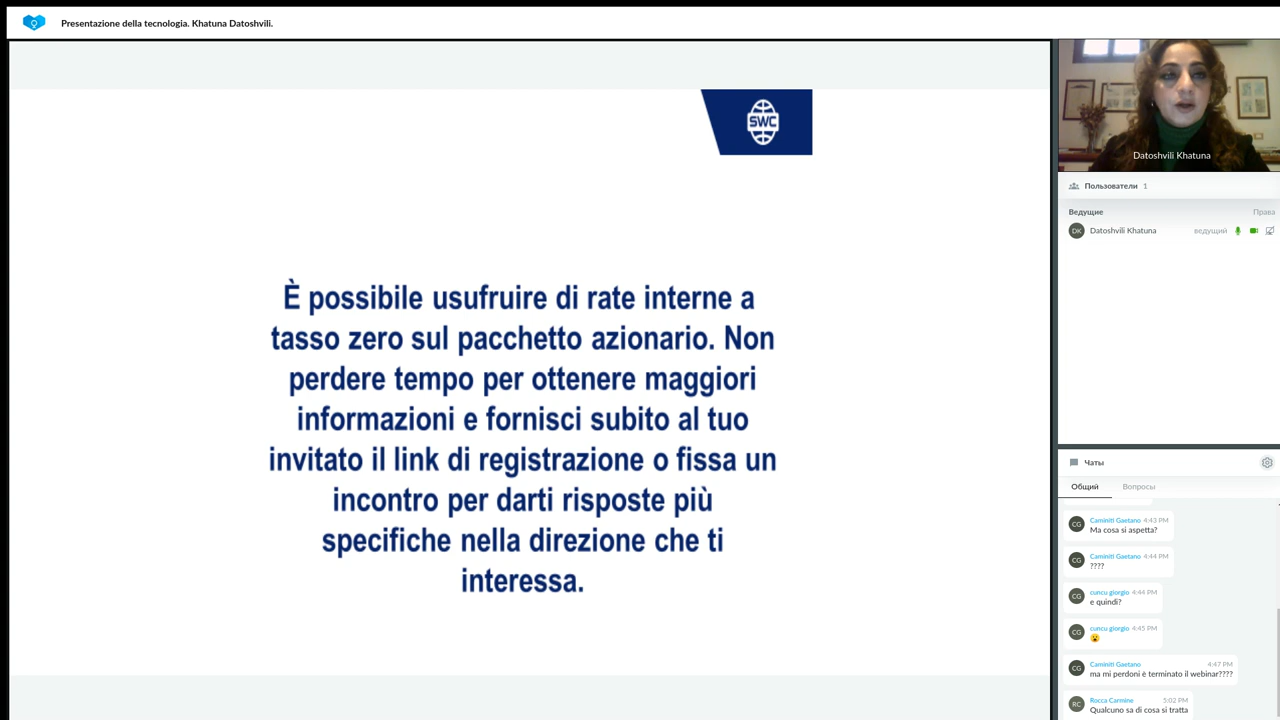 Presentazione della tecnologia. Khatuna Datoshvili.
SWC
È possibile usufruire di rate interne a
tasso zero sul pacchetto azionario. Non
perdere tempo per ottenere maggiori
informazioni e fornisci subito al tuo
invitato il link di registrazione o fissa un
incontro per darti risposte più
specifiche nella direzione che ti
interessa.
Datoshvili Khatuna
Пользователи 1
Ведущие Права
DK Datoshvili Khatuna ведущий
Чаты
Общий Вопросы
CG Caminiti Gaetano 4:43 PM
Ma cosa si aspetta?
CG Caminiti Gaetano 4:44 PM
????
CG cuncu giorgio 4:44 PM
e quindi?
CG cuncu giorgio 4:45 PM
😮
CG Caminiti Gaetano 4:47 PM
ma mi perdoni è terminato il webinar????
RC Rocca Carmine 5:02 PM
Qualcuno sa di cosa si tratta